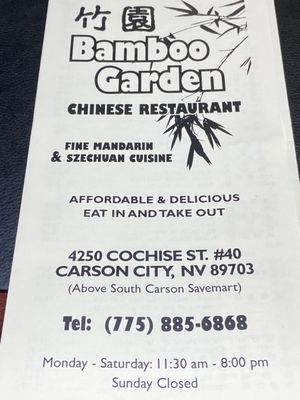 竹園
Bamboo
Garden
CHINESE RESTAURANT
FINE MANDARIN
& SZECHUAN CUISINE
AFFORDABLE & DELICIOUS
EAT IN AND TAKE OUT
4250 COCHISE ST. #40
CARSON CITY, NV 89703
(Above South Carson Savemart)
Tel: (775) 885-6868
Monday - Saturday: 11:30 am - 8:00 pm
Sunday Closed